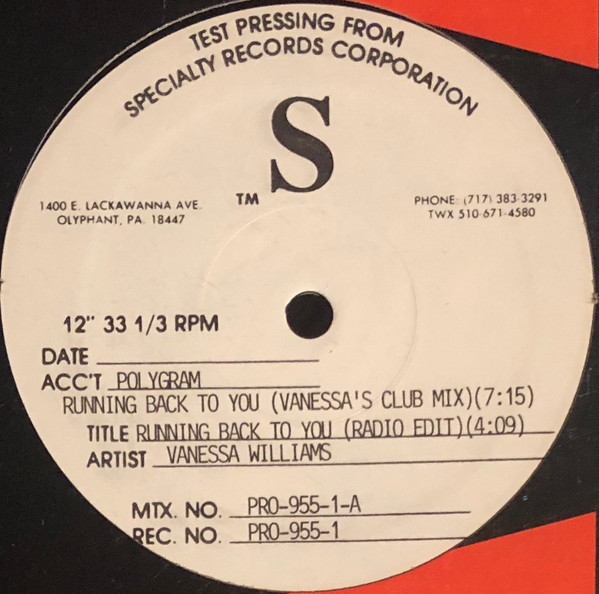 TEST PRESSING FROM
SPECIALTY RECORDS CORPORATION
S
TM
1400 E. LACKAWANNA AVE.
OLYPHANT, PA. 18447
PHONE: (717) 383-3291
TWX 510-671-4580
12" 33 1/3 RPM
DATE
ACC'T POLYGRAM
RUNNING BACK TO YOU (VANESSA'S CLUB MIX)(7:15)
TITLE RUNNING BACK TO YOU (RADIO EDIT)(4:09)
ARTIST VANESSA WILLIAMS
MTX. NO. PRO-955-1-A
REC. NO. PRO-955-1